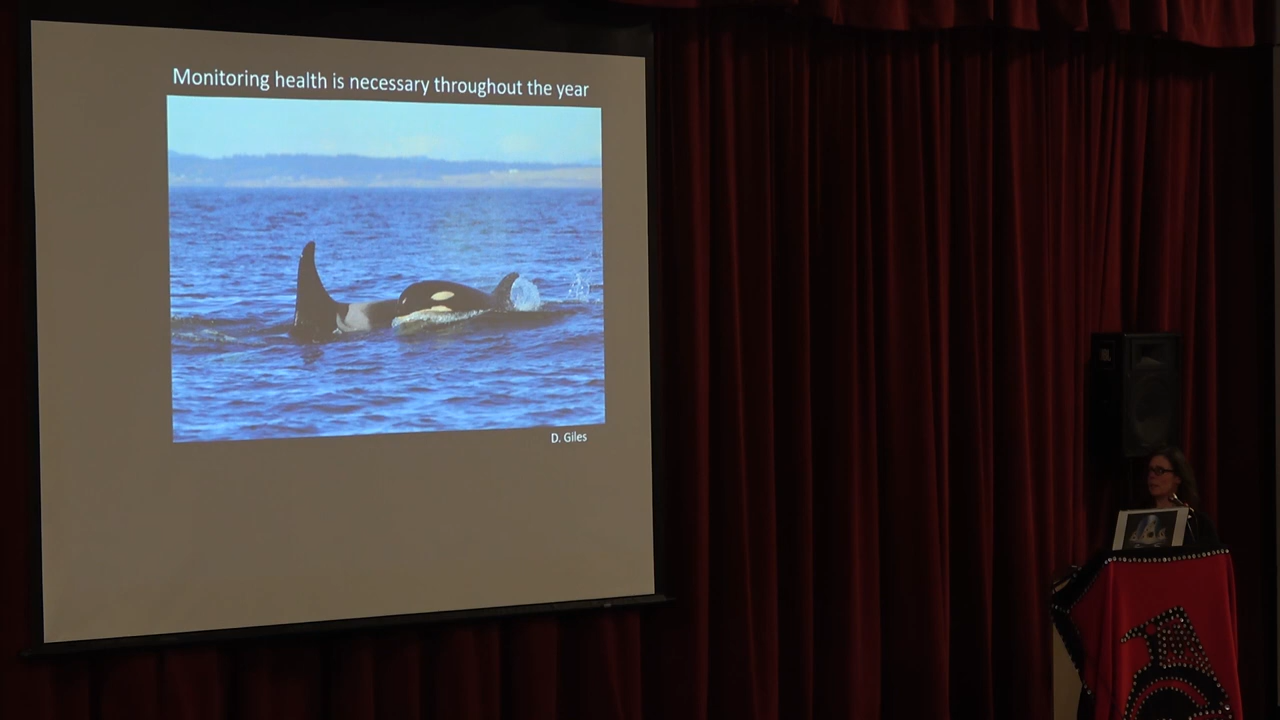 Monitoring health is necessary throughout the year
D. Giles